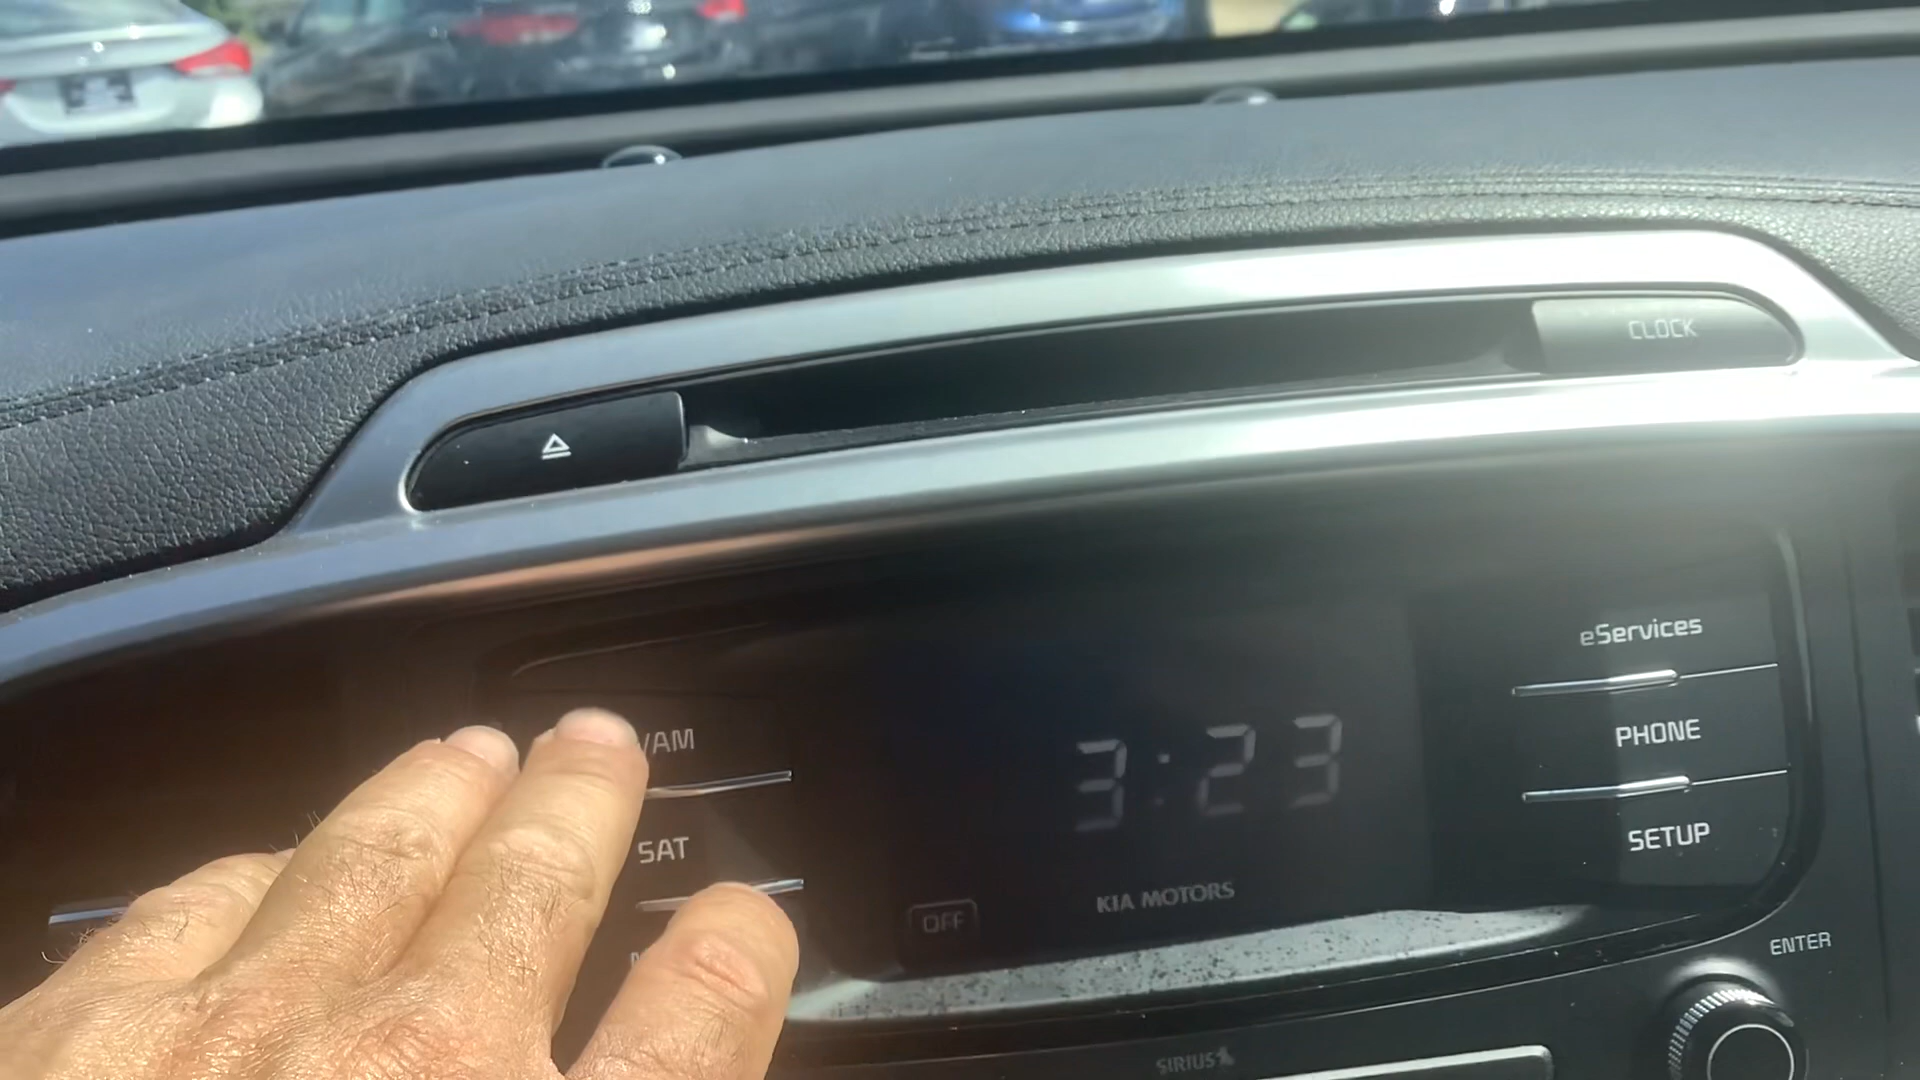 CLOCK
eServices
/AM
3:23
PHONE
SAT
SETUP
KIA MOTORS
OFF
ENTER
SIRIUS